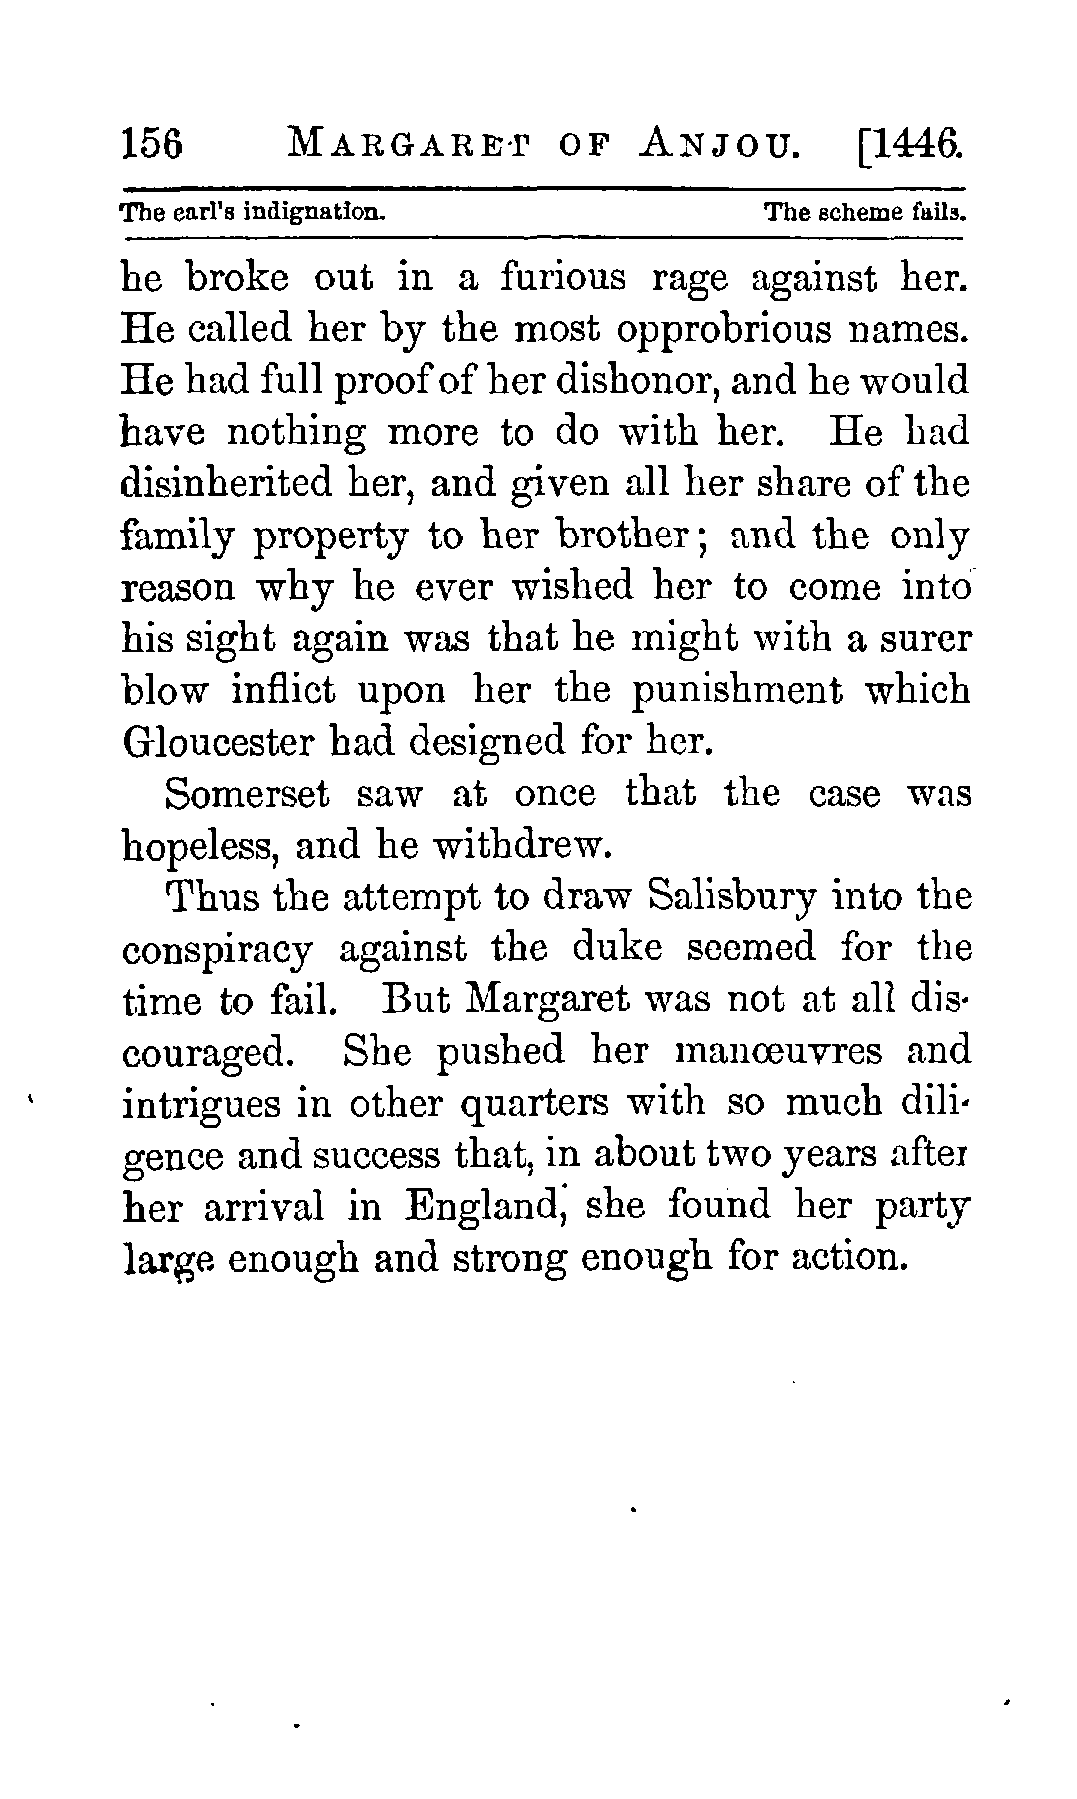 156 MARGARET OF ANJOU. [1446.
The earl's indignation. The scheme fails.
he broke out in a furious rage against her.
He called her by the most opprobrious names.
He had full proof of her dishonor, and he would
have nothing more to do with her. He had
disinherited her, and given all her share of the
family property to her brother; and the only
reason why he ever wished her to come into
his sight again was that he might with a surer
blow inflict upon her the punishment which
Gloucester had designed for her.
Somerset saw at once that the case was
hopeless, and he withdrew.
Thus the attempt to draw Salisbury into the
conspiracy against the duke seemed for the
time to fail. But Margaret was not at all dis-
couraged. She pushed her manœuvres and
intrigues in other quarters with so much dili-
gence and success that, in about two years after
her arrival in England, she found her party
large enough and strong enough for action.